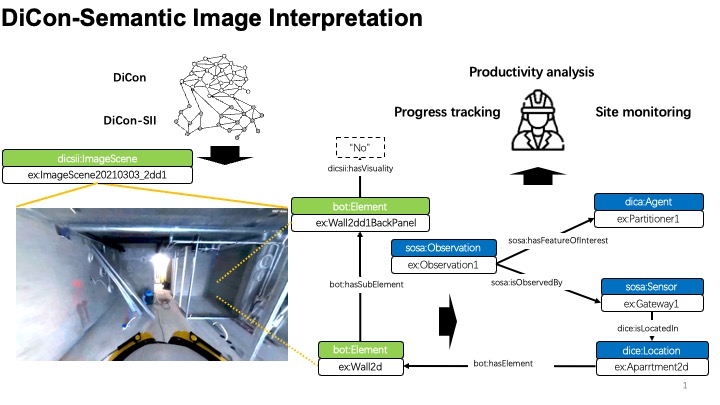 DiCon-Semantic Image Interpretation
DiCon
DiCon-SII
Productivity analysis
Progress tracking
Site monitoring
dicsii:ImageScene
ex:ImageScene20210303_2dd1
"No"
dicsii:hasVisuality
bot:Element
ex:Wall2dd1BackPanel
dica:Agent
ex:Partitioner1
sosa:Observation
ex:Observation1
sosa:hasFeatureOfInterest
sosa:isObservedBy
bot:hasSubElement
sosa:Sensor
ex:Gateway1
dice:isLocatedIn
bot:Element
ex:Wall2d
bot:hasElement
dice:Location
ex:Aparrtment2d
1